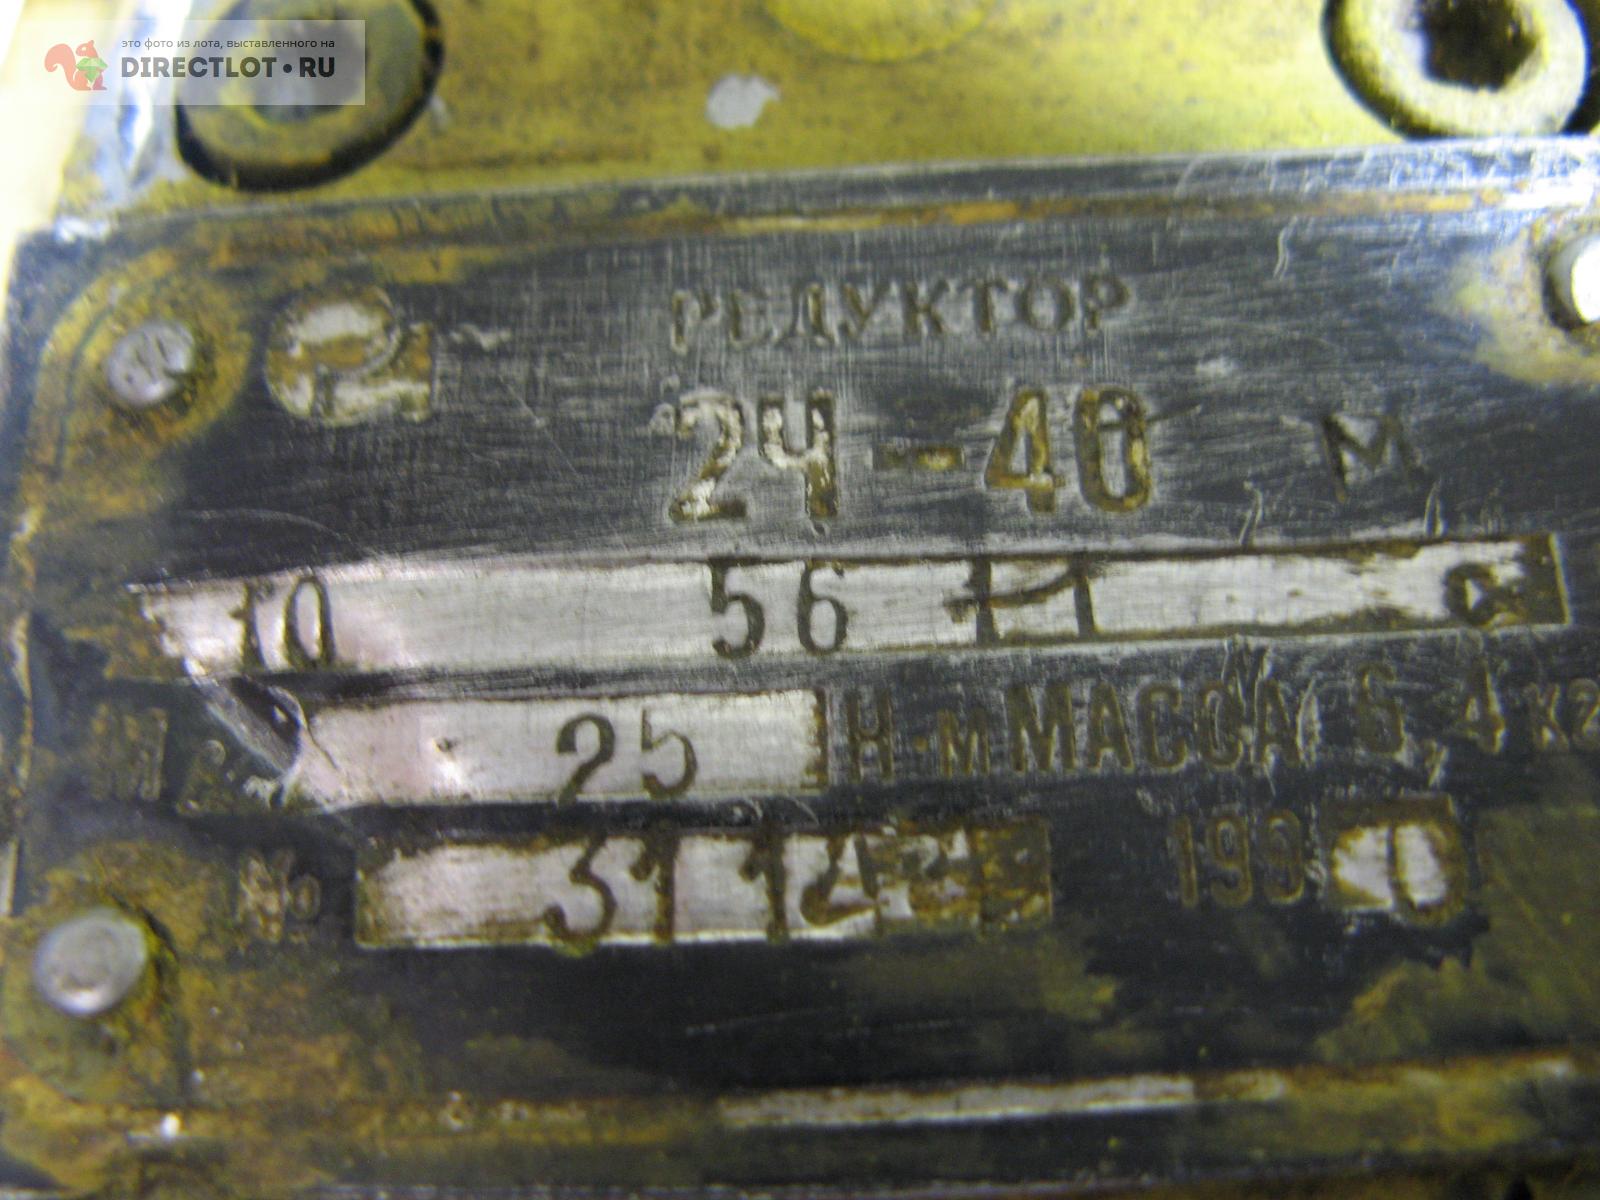 это фото из лота, выставленного на
DIRECTLOT•RU
РЕДУКТОР
2Ч-40 М
10 56 11
25 Н·м МАССА 6 4 кг
№ 199